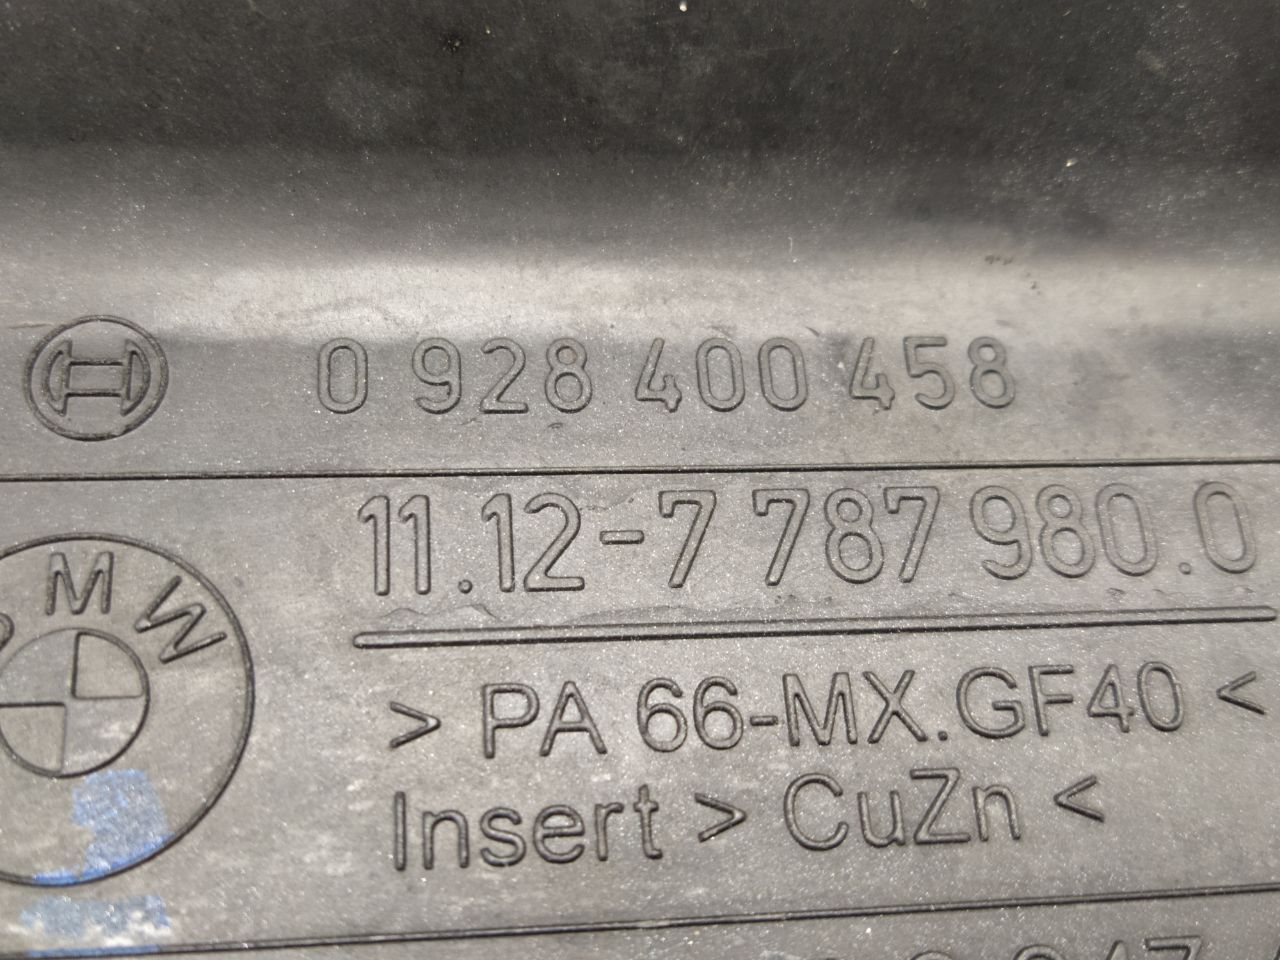 0 928 400 458
11.12-7 787 980.0
BMW
> PA 66-MX.GF40 <
Insert > CuZn <